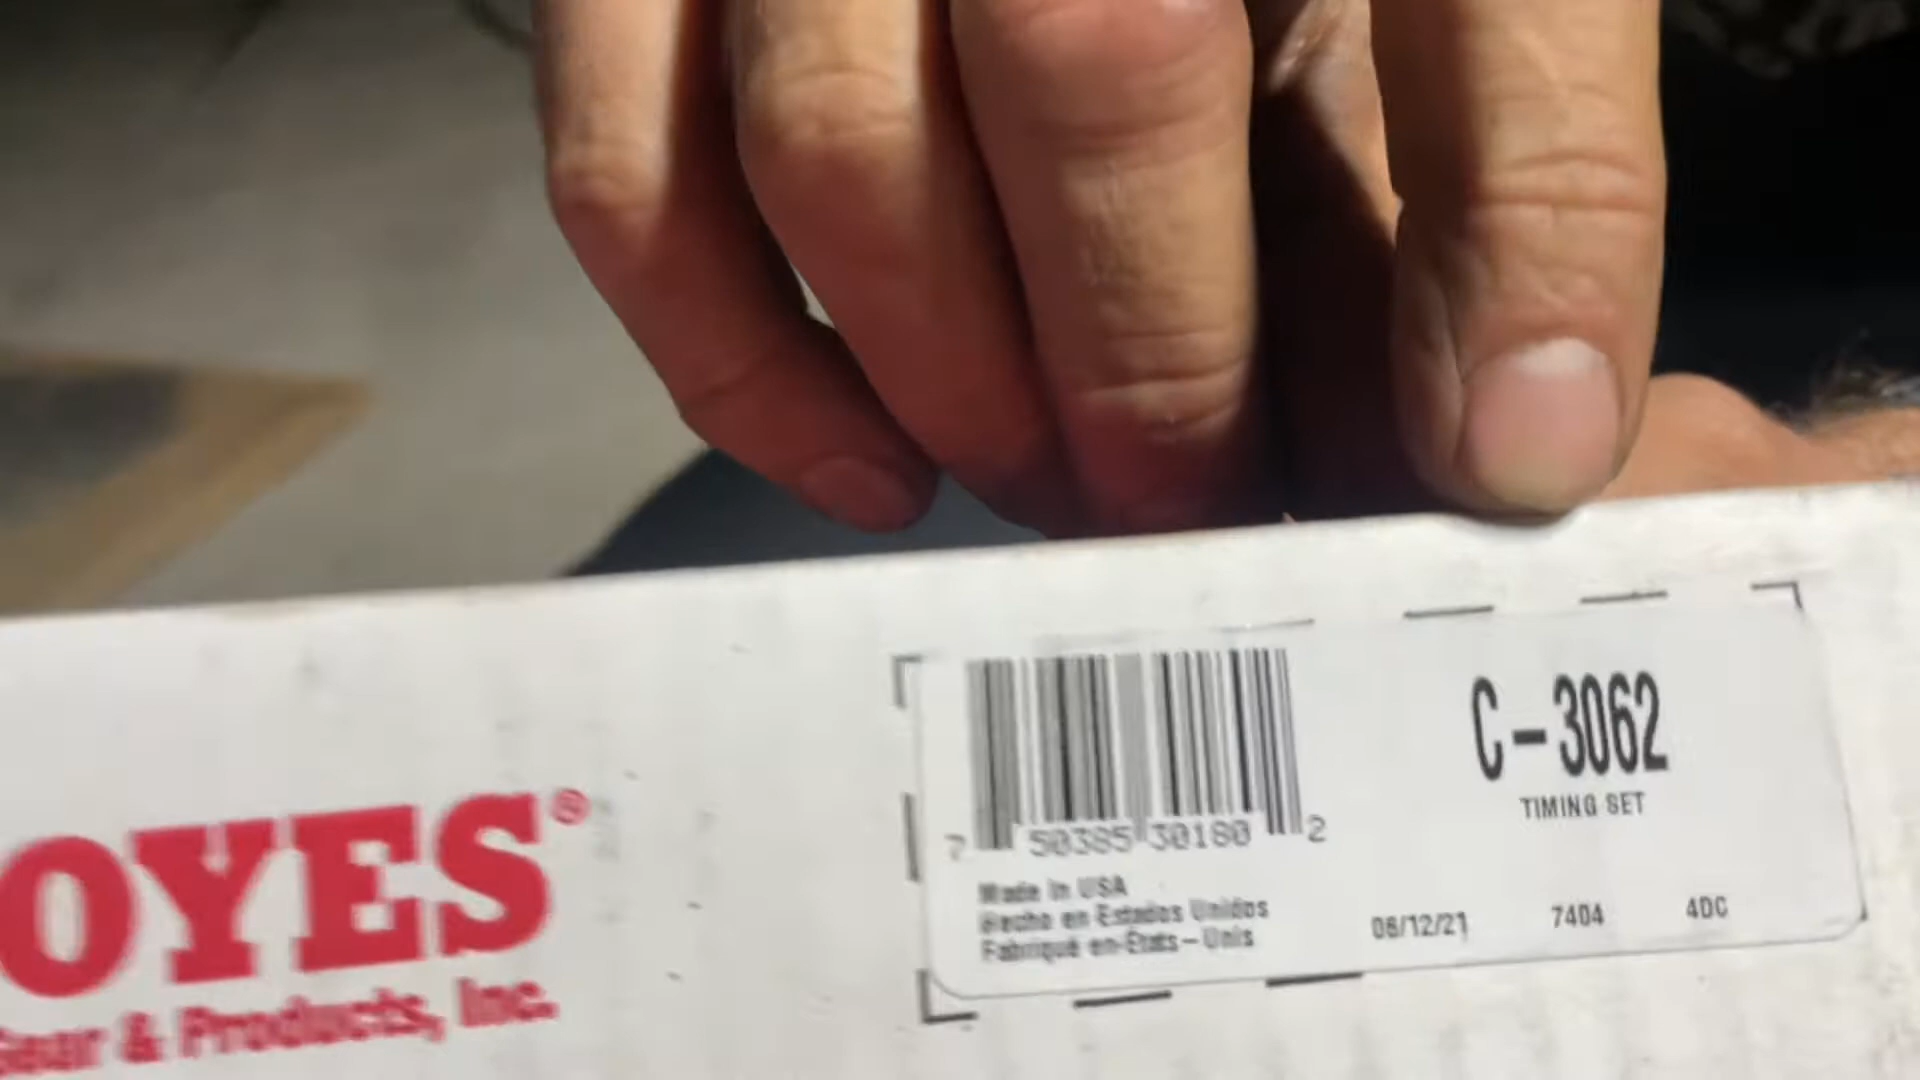 OYES®
Gear & Products, Inc.
7 50385 30180 2
Made in USA
Hecho en Estados Unidos
Fabriqué en États-Unis
C-3062
TIMING SET
08/12/21 7404 4DC